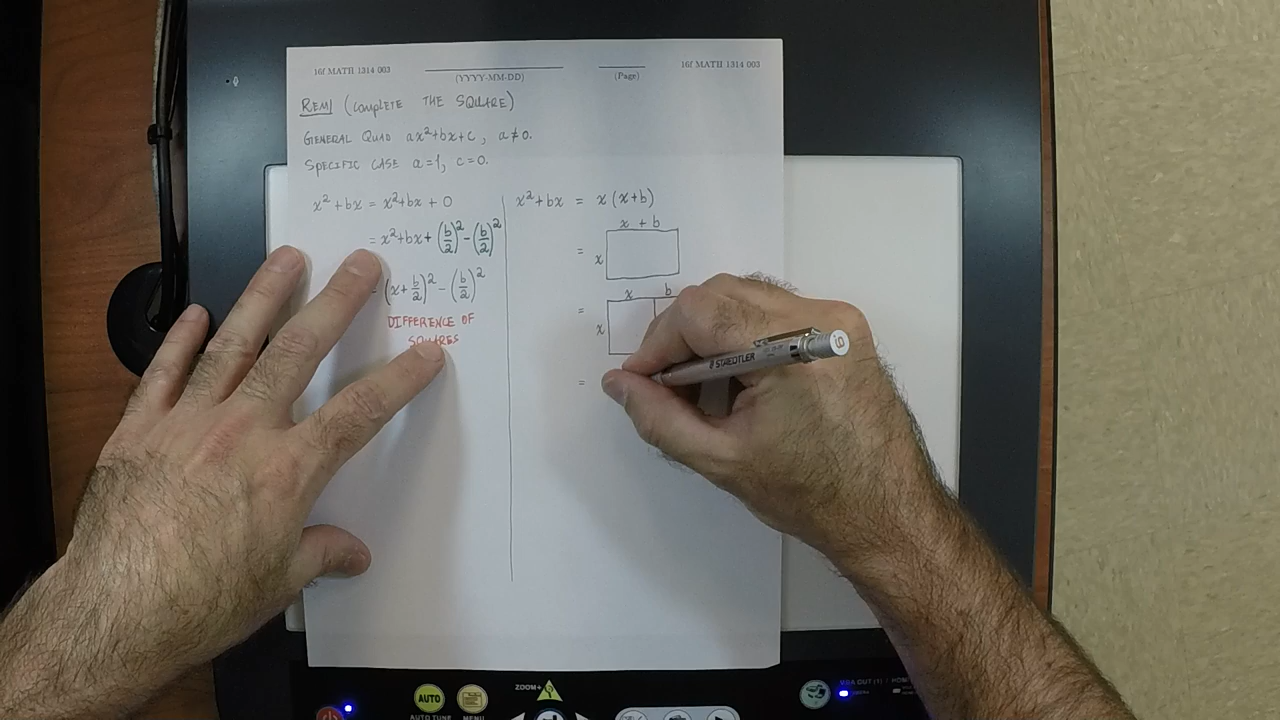 16f MATH 1314 003
(YYYY-MM-DD)
(Page)
16f MATH 1314 003
REM (COMPLETE THE SQUARE)
GENERAL QUAD ax²+bx+c, a≠0.
SPECIFIC CASE a=1, c=0.
x²+bx = x²+bx+0
= x²+bx+(b/2)²-(b/2)²
= (x+b/2)²-(b/2)²
DIFFERENCE OF
SQUARES
x²+bx = x(x+b)
x + b
= x
x b
= x
=
STAEDTLER
9
ZOOM+
AUTO
AUTO TUNE
MENU